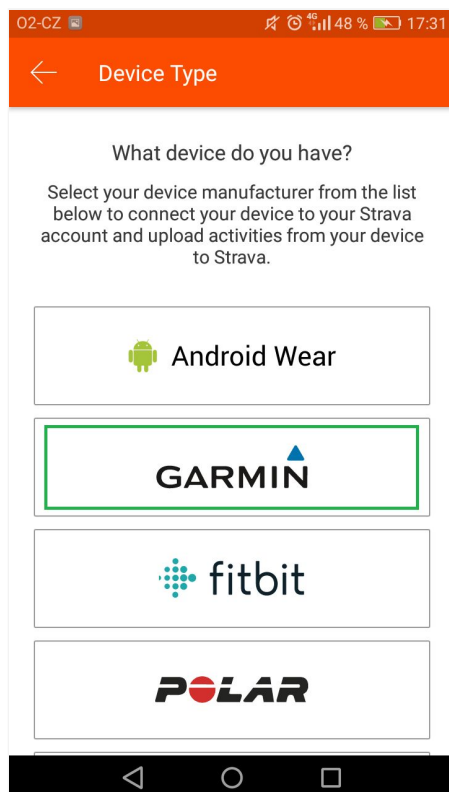 O2-CZ 4G 48 % 17:31
Device Type
What device do you have?
Select your device manufacturer from the list
below to connect your device to your Strava
account and upload activities from your device
to Strava.
Android Wear
GARMIN
fitbit
POLAR